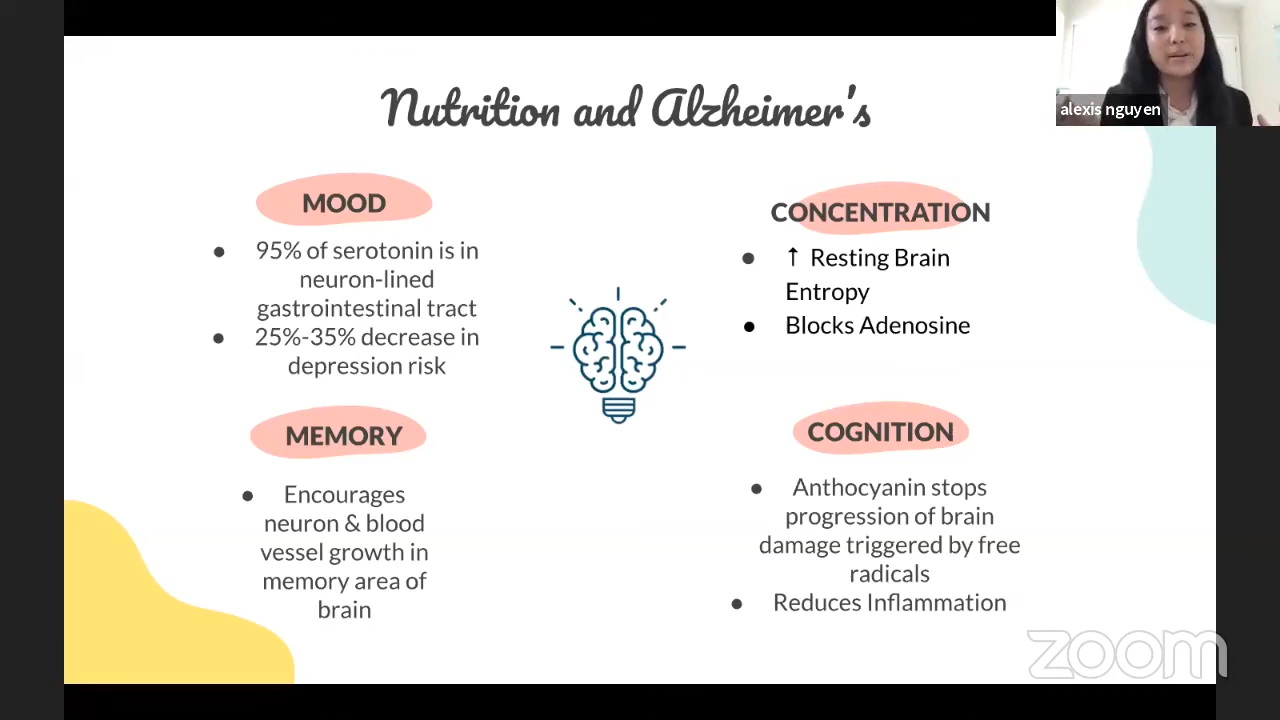 Nutrition and Alzheimer's
alexis nguyen
MOOD
● 95% of serotonin is in
neuron-lined
gastrointestinal tract
● 25%-35% decrease in
depression risk
CONCENTRATION
● ↑ Resting Brain
Entropy
● Blocks Adenosine
MEMORY
● Encourages
neuron & blood
vessel growth in
memory area of
brain
COGNITION
● Anthocyanin stops
progression of brain
damage triggered by free
radicals
● Reduces Inflammation
zoom